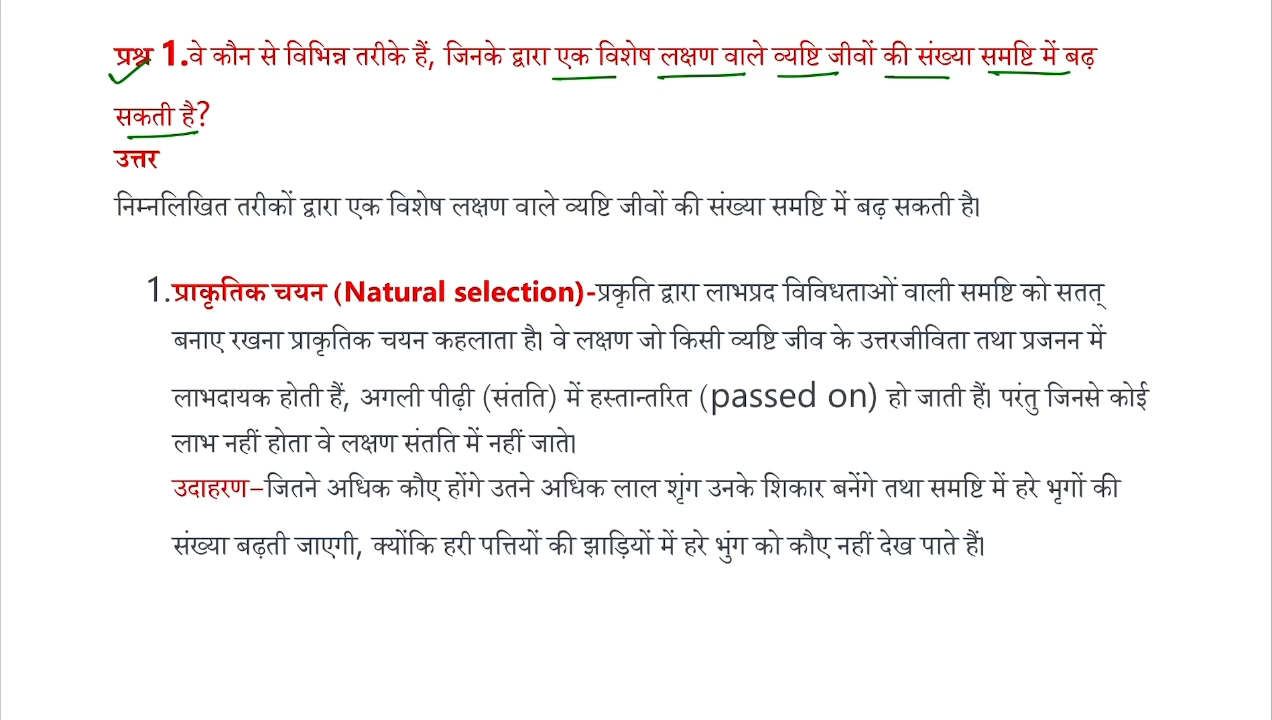 प्रश्न 1.वे कौन से विभिन्न तरीके हैं, जिनके द्वारा एक विशेष लक्षण वाले व्यष्टि जीवों की संख्या समष्टि में बढ़
सकती है?
उत्तर
निम्नलिखित तरीकों द्वारा एक विशेष लक्षण वाले व्यष्टि जीवों की संख्या समष्टि में बढ़ सकती है।
1.प्राकृतिक चयन (Natural selection)-प्रकृति द्वारा लाभप्रद विविधताओं वाली समष्टि को सतत्
बनाए रखना प्राकृतिक चयन कहलाता है। वे लक्षण जो किसी व्यष्टि जीव के उत्तरजीविता तथा प्रजनन में
लाभदायक होती हैं, अगली पीढ़ी (संतति) में हस्तान्तरित (passed on) हो जाती हैं। परंतु जिनसे कोई
लाभ नहीं होता वे लक्षण संतति में नहीं जाते।
उदाहरण–जितने अधिक कौए होंगे उतने अधिक लाल शृंग उनके शिकार बनेंगे तथा समष्टि में हरे भृगों की
संख्या बढ़ती जाएगी, क्योंकि हरी पत्तियों की झाड़ियों में हरे भुंग को कौए नहीं देख पाते हैं।